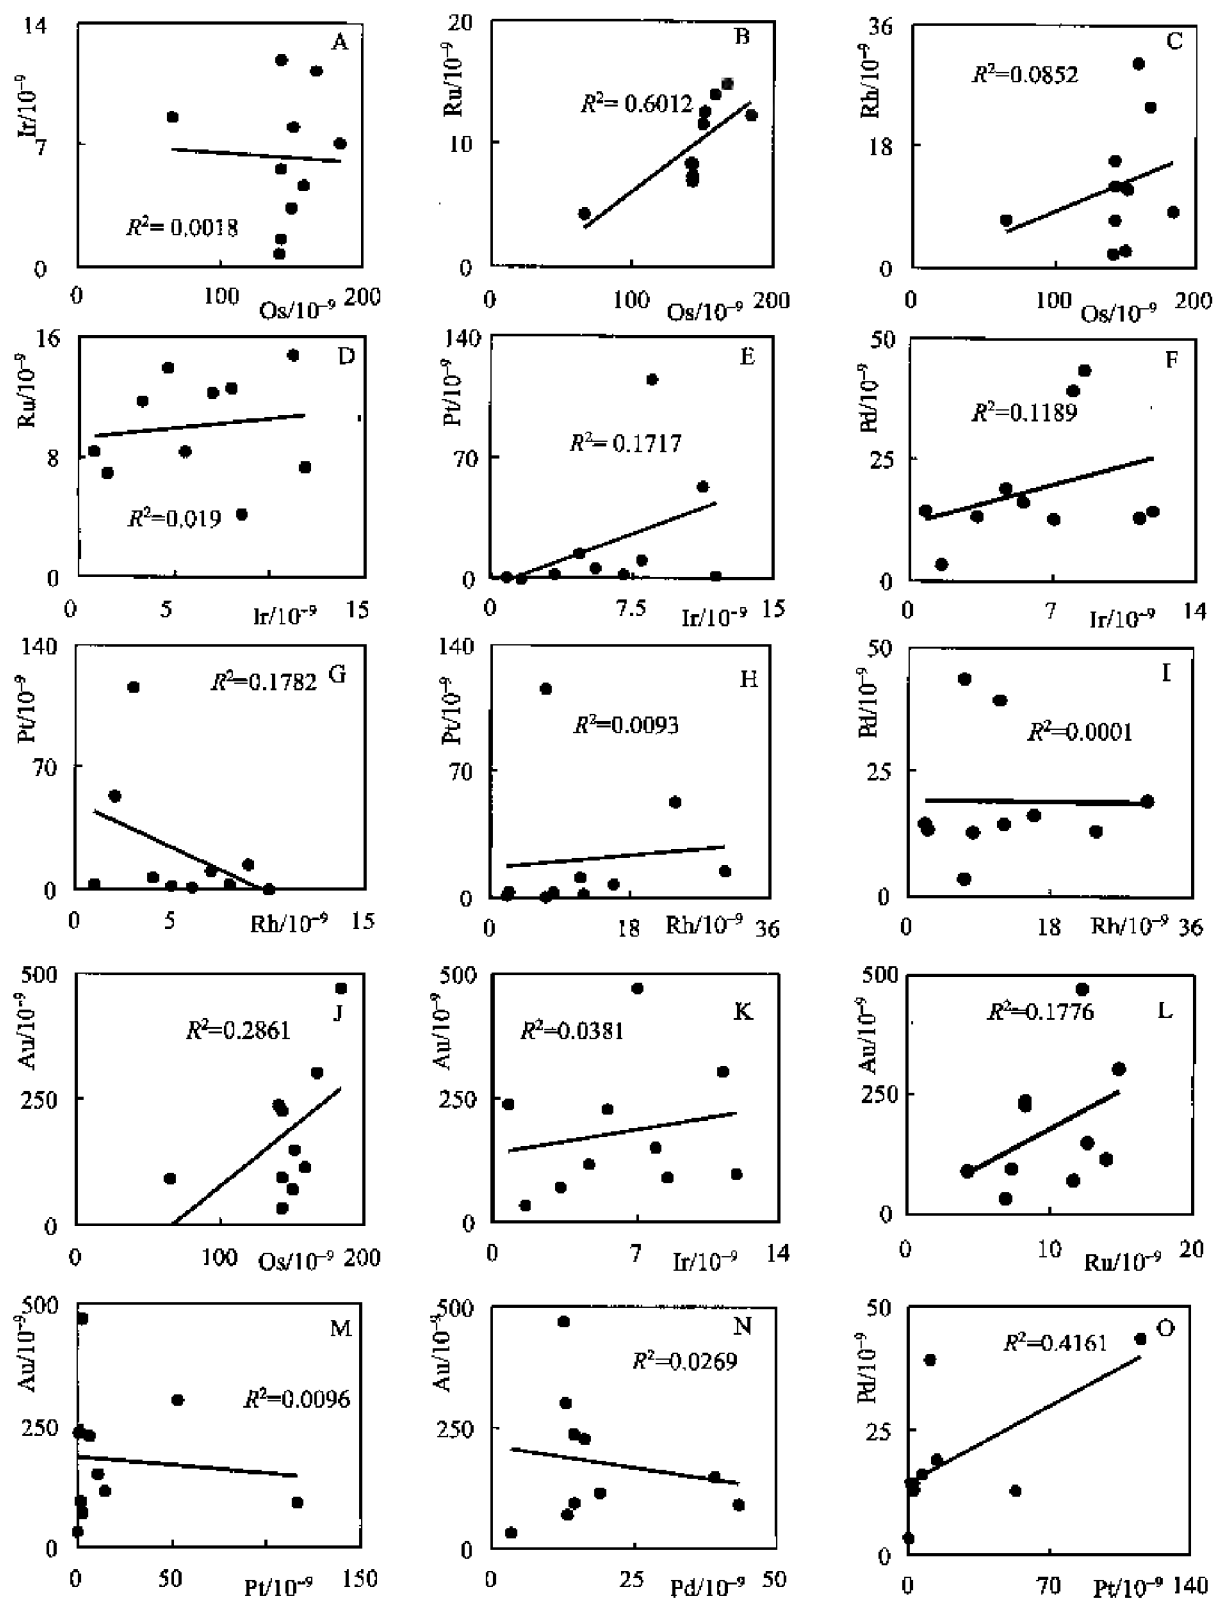 14
A
Ir/10⁻⁹
7
R²= 0.0018
0
0
100
Os/10⁻⁹
200
20
B
Ru/10⁻⁹
R²= 0.6012
10
0
0
100
Os/10⁻⁹
200
36
C
Rh/10⁻⁹
R²=0.0852
18
0
100
Os/10⁻⁹
200
16
D
Ru/10⁻⁹
8
R²=0.019
0
0
5
Ir/10⁻⁹
15
140
E
Pt/10⁻⁹
R²= 0.1717
70
0
0
7.5
Ir/10⁻⁹
15
50
F
Pd/10⁻⁹
R²=0.1189
25
0
0
7
Ir/10⁻⁹
14
140
G
Pt/10⁻⁹
R²=0.1782
70
0
0
5
Rh/10⁻⁹
15
140
H
Pt/10⁻⁹
R²=0.0093
70
0
0
18
Rh/10⁻⁹
36
50
I
Pd/10⁻⁹
R²=0.0001
25
0
0
18
Rh/10⁻⁹
36
500
J
Au/10⁻⁹
R²=0.2861
250
0
0
100
Os/10⁻⁹
200
500
K
Au/10⁻⁹
R²=0.0381
250
0
0
7
Ir/10⁻⁹
14
500
L
Au/10⁻⁹
R²=0.1776
250
0
0
10
Ru/10⁻⁹
20
500
M
Au/10⁻⁹
R²=0.0096
250
0
0
50
Pt/10⁻⁹
150
500
N
Au/10⁻⁹
R²=0.0269
250
0
0
25
Pd/10⁻⁹
50
50
O
Pd/10⁻⁹
R²=0.4161
25
0
0
70
Pt/10⁻⁹
140